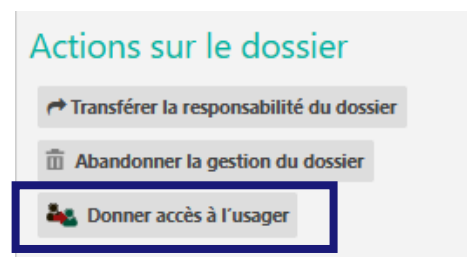 Actions sur le dossier
Transférer la responsabilité du dossier
Abandonner la gestion du dossier
Donner accès à l´usager